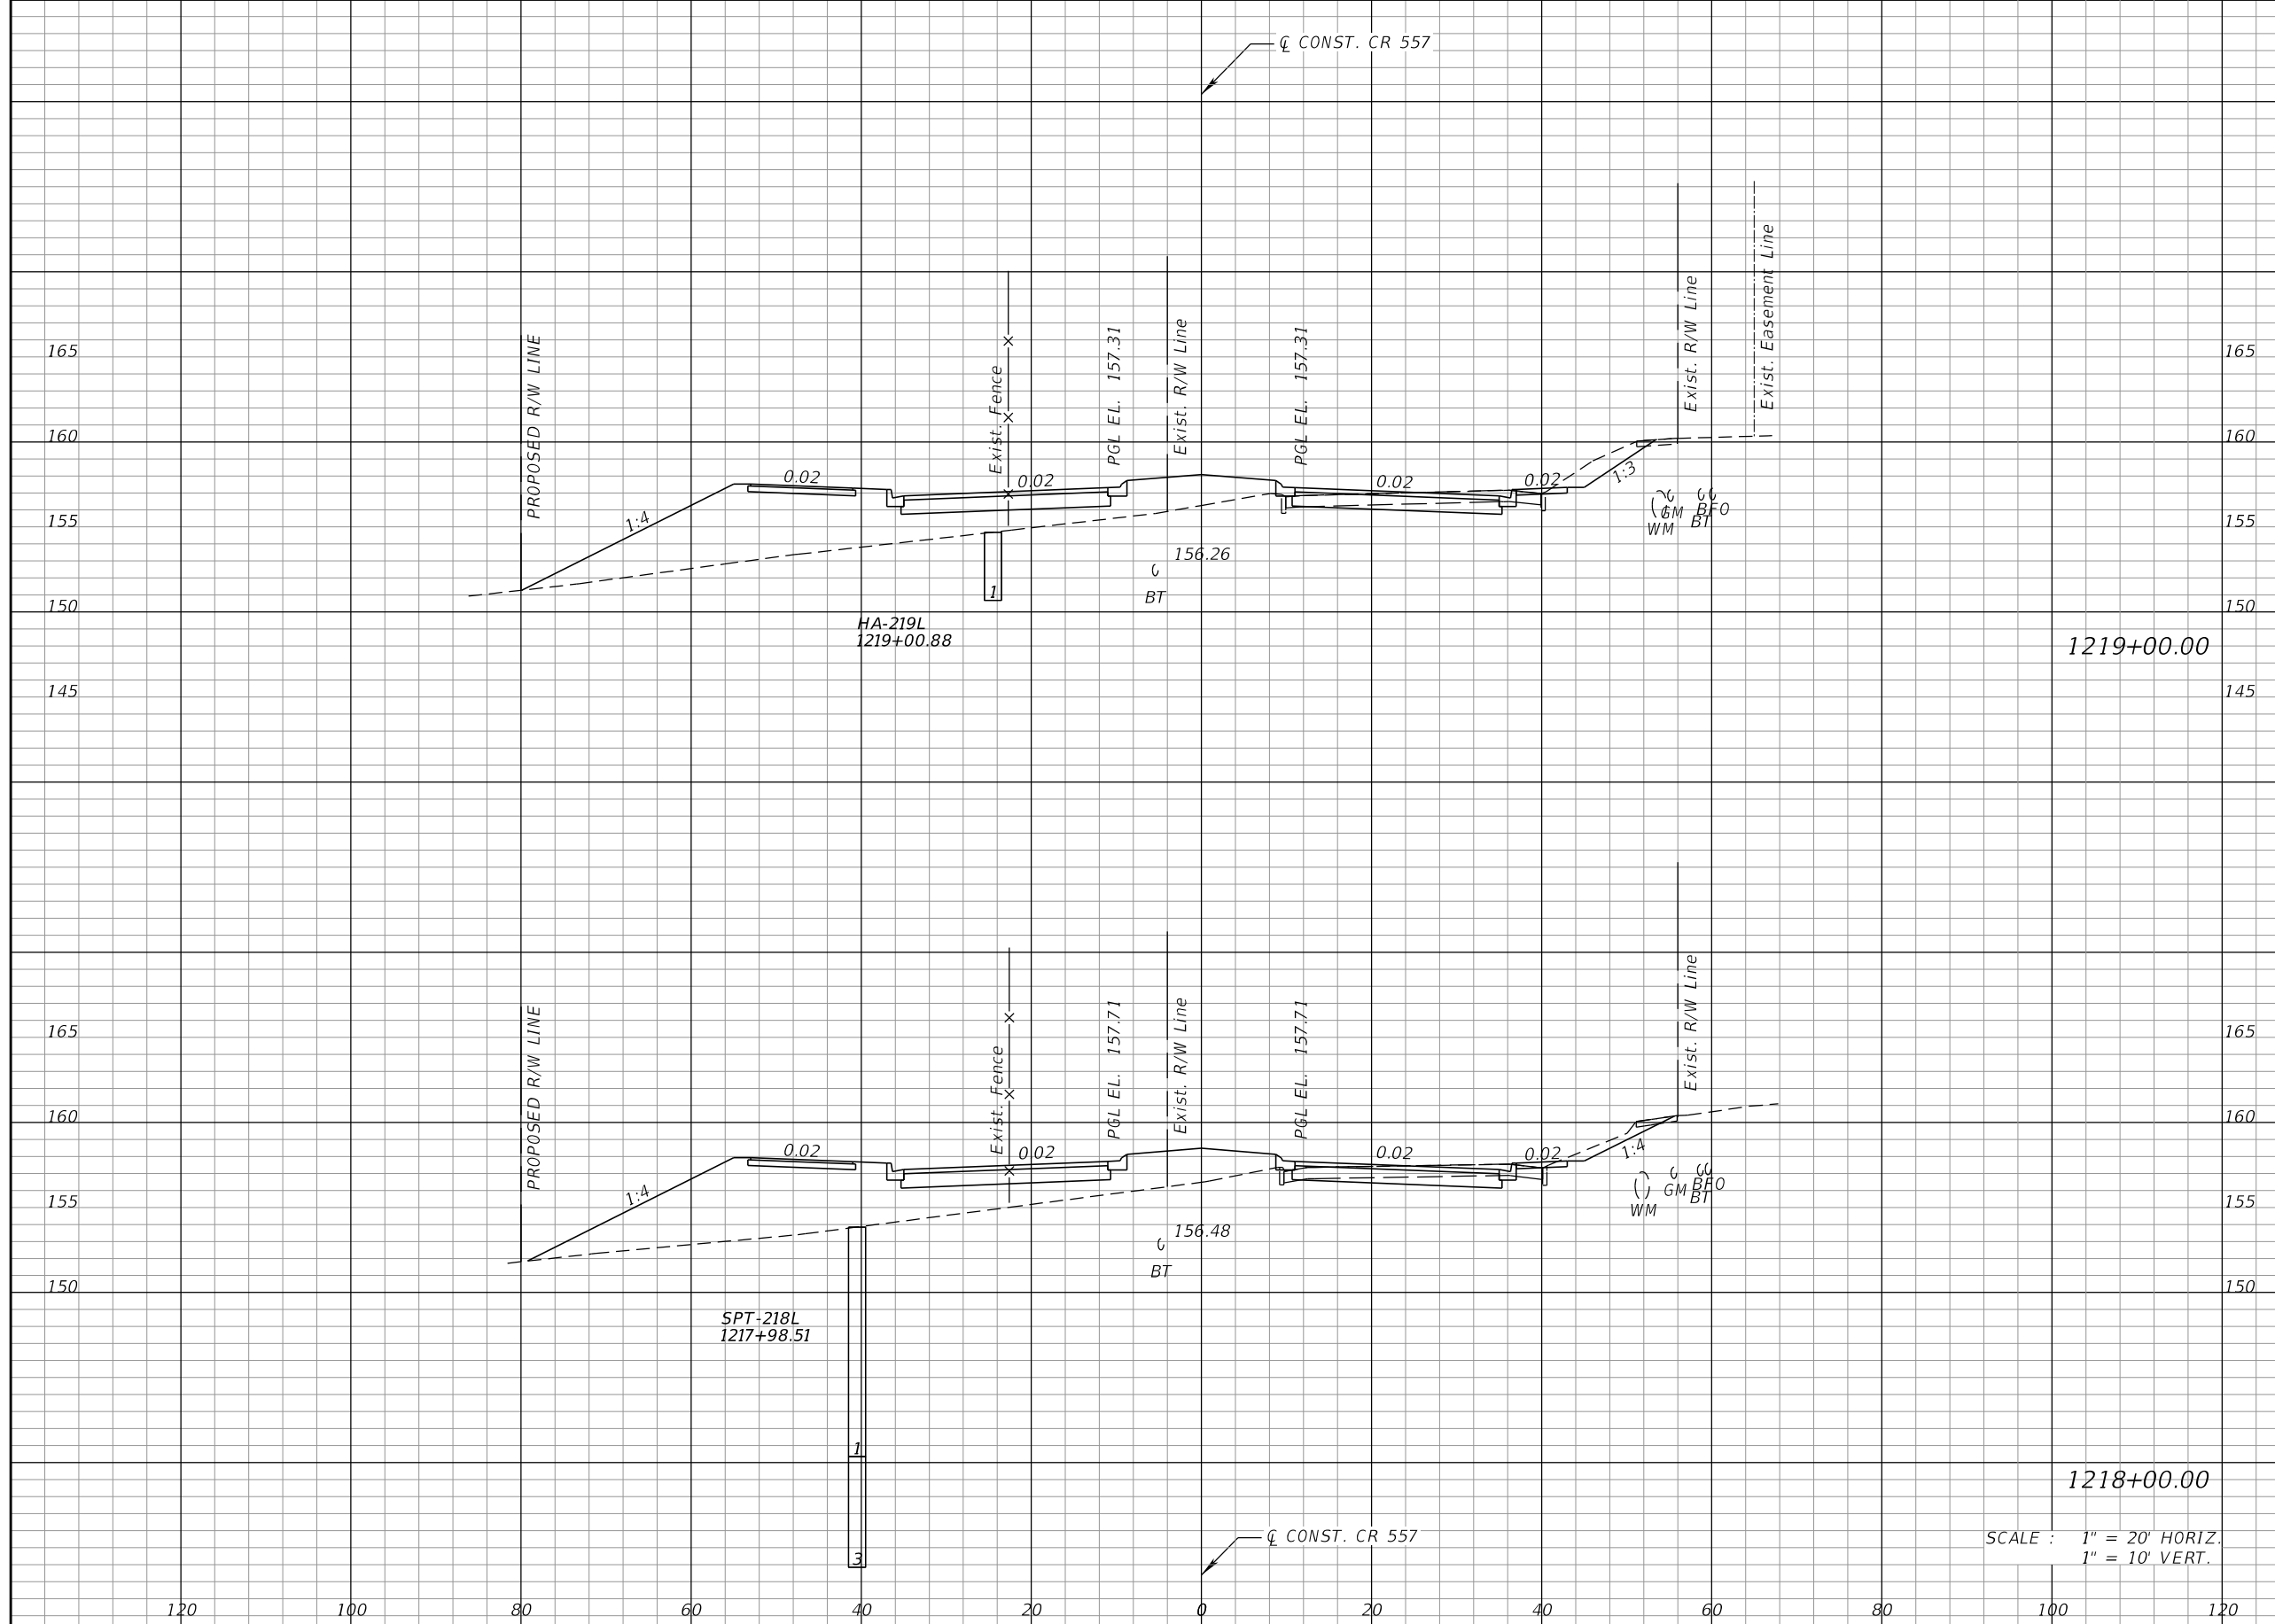 ℄ CONST. CR 557
PROPOSED R/W LINE
Exist. Fence
PGL EL. 157.31
Exist. R/W Line
PGL EL. 157.31
Exist. R/W Line
Exist. Easement Line
165
165
160
160
1:4
0.02
0.02
0.02
0.02
1:3
155
155
GM
BFO
WM
BT
156.26
BT
1
150
150
HA-219L
1219+00.88
1219+00.00
145
145
PROPOSED R/W LINE
Exist. Fence
PGL EL. 157.71
Exist. R/W Line
PGL EL. 157.71
Exist. R/W Line
165
165
160
160
1:4
0.02
0.02
0.02
0.02
1:4
155
155
GM
BFO
WM
BT
156.48
BT
150
150
SPT-218L
1217+98.51
1
3
1218+00.00
℄ CONST. CR 557
SCALE : 1" = 20' HORIZ.
1" = 10' VERT.
120 100 80 60 40 20 0 20 40 60 80 100 120